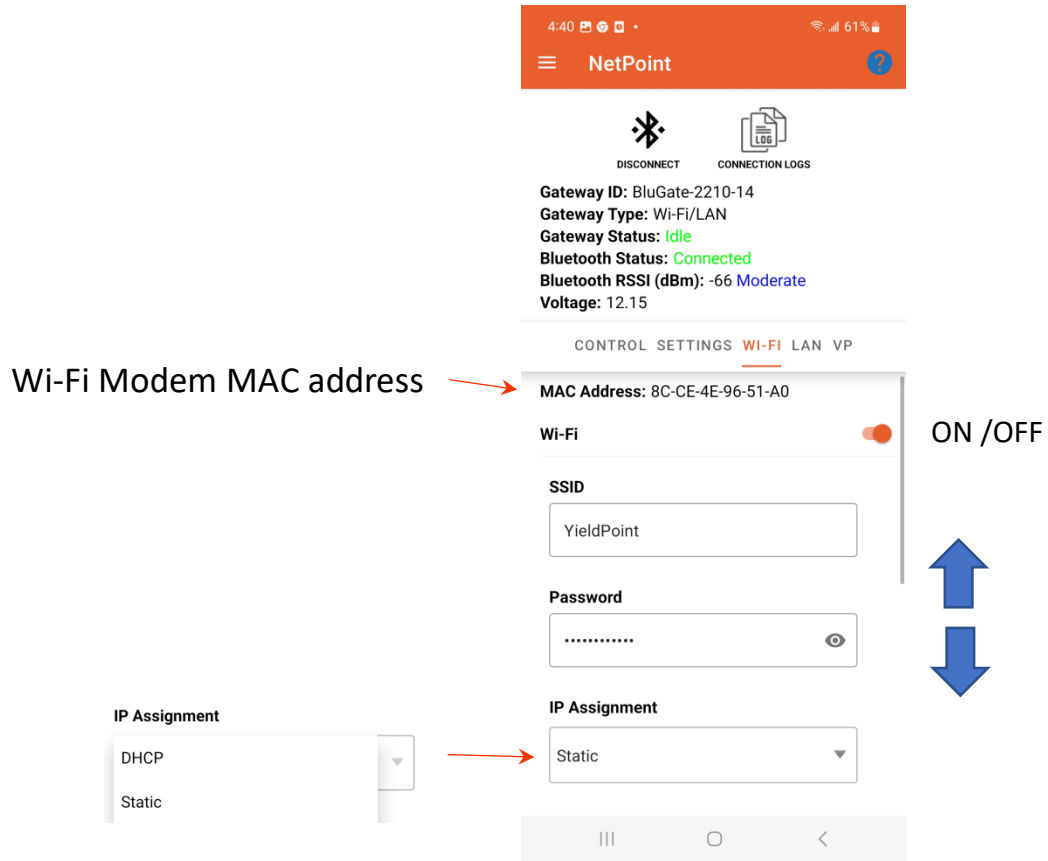 4:40 61%
NetPoint
?
LOG
DISCONNECT CONNECTION LOGS
Gateway ID: BluGate-2210-14
Gateway Type: Wi-Fi/LAN
Gateway Status: Idle
Bluetooth Status: Connected
Bluetooth RSSI (dBm): -66 Moderate
Voltage: 12.15
CONTROL SETTINGS WI-FI LAN VP
Wi-Fi Modem MAC address
MAC Address: 8C-CE-4E-96-51-A0
Wi-Fi
ON /OFF
SSID
YieldPoint
Password
••••••••••••
IP Assignment
Static
IP Assignment
DHCP
Static